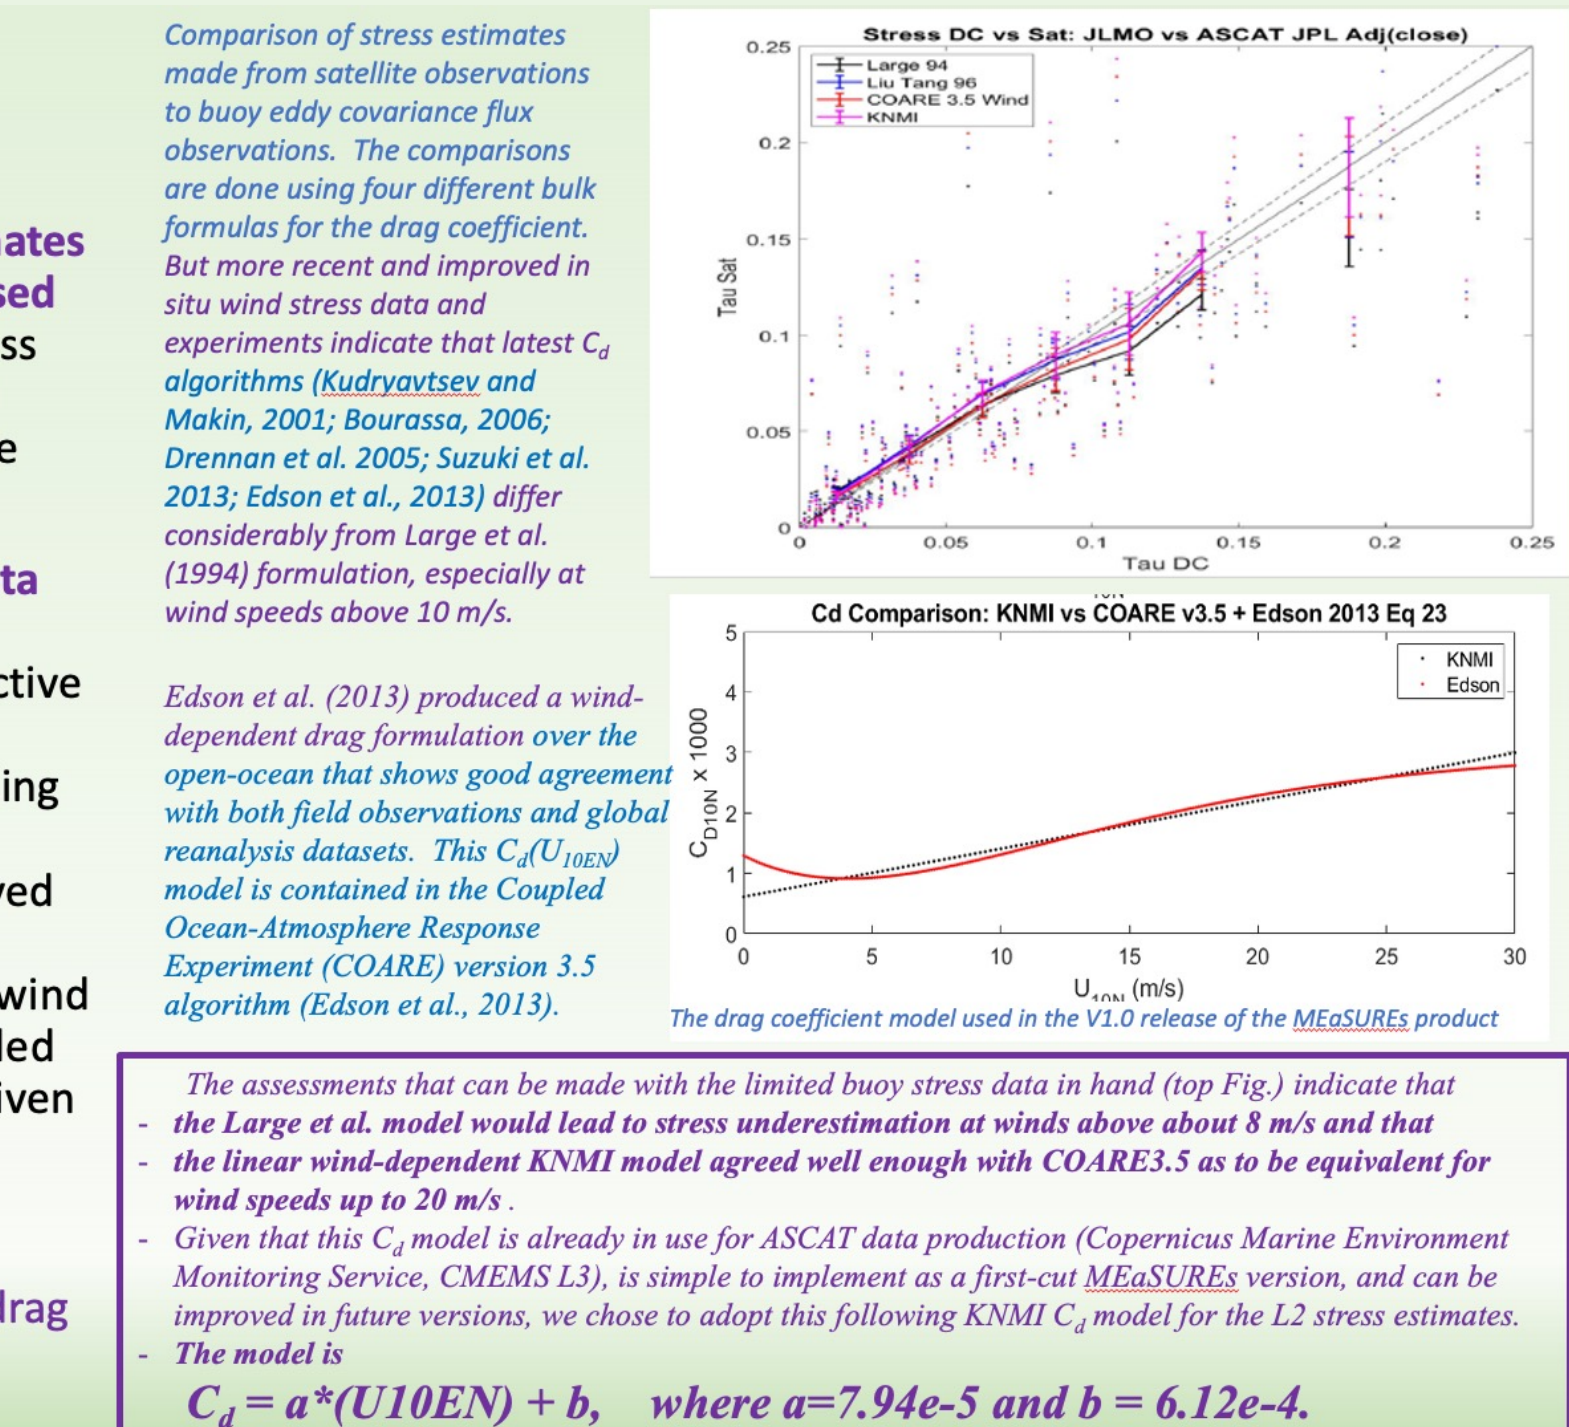 ates
sed
ss
e
ta
ctive
ing
ved
wind
led
iven
drag
Comparison of stress estimates
made from satellite observations
to buoy eddy covariance flux
observations. The comparisons
are done using four different bulk
formulas for the drag coefficient.
But more recent and improved in
situ wind stress data and
experiments indicate that latest Cd
algorithms (Kudryavtsev and
Makin, 2001; Bourassa, 2006;
Drennan et al. 2005; Suzuki et al.
2013; Edson et al., 2013) differ
considerably from Large et al.
(1994) formulation, especially at
wind speeds above 10 m/s.
Edson et al. (2013) produced a wind-
dependent drag formulation over the
open-ocean that shows good agreement
with both field observations and global
reanalysis datasets. This Cd(U10EN)
model is contained in the Coupled
Ocean-Atmosphere Response
Experiment (COARE) version 3.5
algorithm (Edson et al., 2013).
Stress DC vs Sat: JLMO vs ASCAT JPL Adj(close)
Large 94
Liu Tang 96
COARE 3.5 Wind
KNMI
0.25
0.2
0.15
0.1
0.05
0
Tau Sat
0 0.05 0.1 0.15 0.2 0.25
Tau DC
Cd Comparison: KNMI vs COARE v3.5 + Edson 2013 Eq 23
KNMI
Edson
5
4
3
2
1
0
CD10N x 1000
0 5 10 15 20 25 30
U10N (m/s)
The drag coefficient model used in the V1.0 release of the MEaSUREs product
The assessments that can be made with the limited buoy stress data in hand (top Fig.) indicate that
- the Large et al. model would lead to stress underestimation at winds above about 8 m/s and that
- the linear wind-dependent KNMI model agreed well enough with COARE3.5 as to be equivalent for
wind speeds up to 20 m/s .
- Given that this Cd model is already in use for ASCAT data production (Copernicus Marine Environment
Monitoring Service, CMEMS L3), is simple to implement as a first-cut MEaSUREs version, and can be
improved in future versions, we chose to adopt this following KNMI Cd model for the L2 stress estimates.
- The model is
Cd = a*(U10EN) + b, where a=7.94e-5 and b = 6.12e-4.